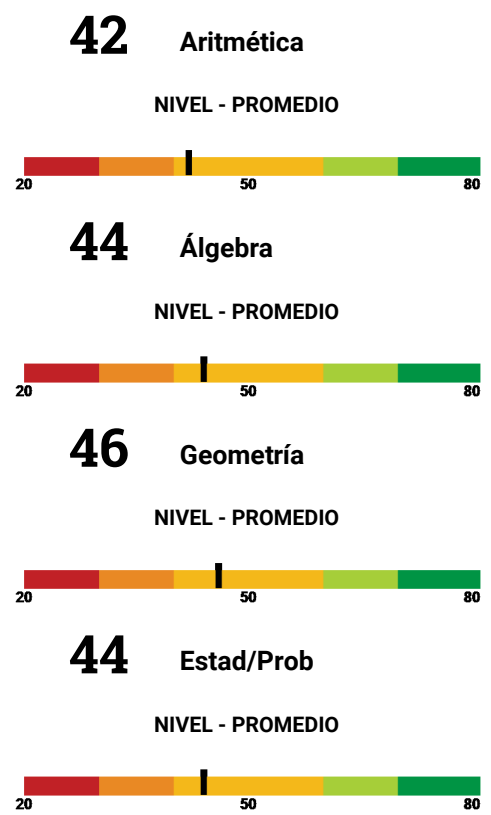 42 Aritmética
NIVEL - PROMEDIO
20 50 80
44 Álgebra
NIVEL - PROMEDIO
20 50 80
46 Geometría
NIVEL - PROMEDIO
20 50 80
44 Estad/Prob
NIVEL - PROMEDIO
20 50 80